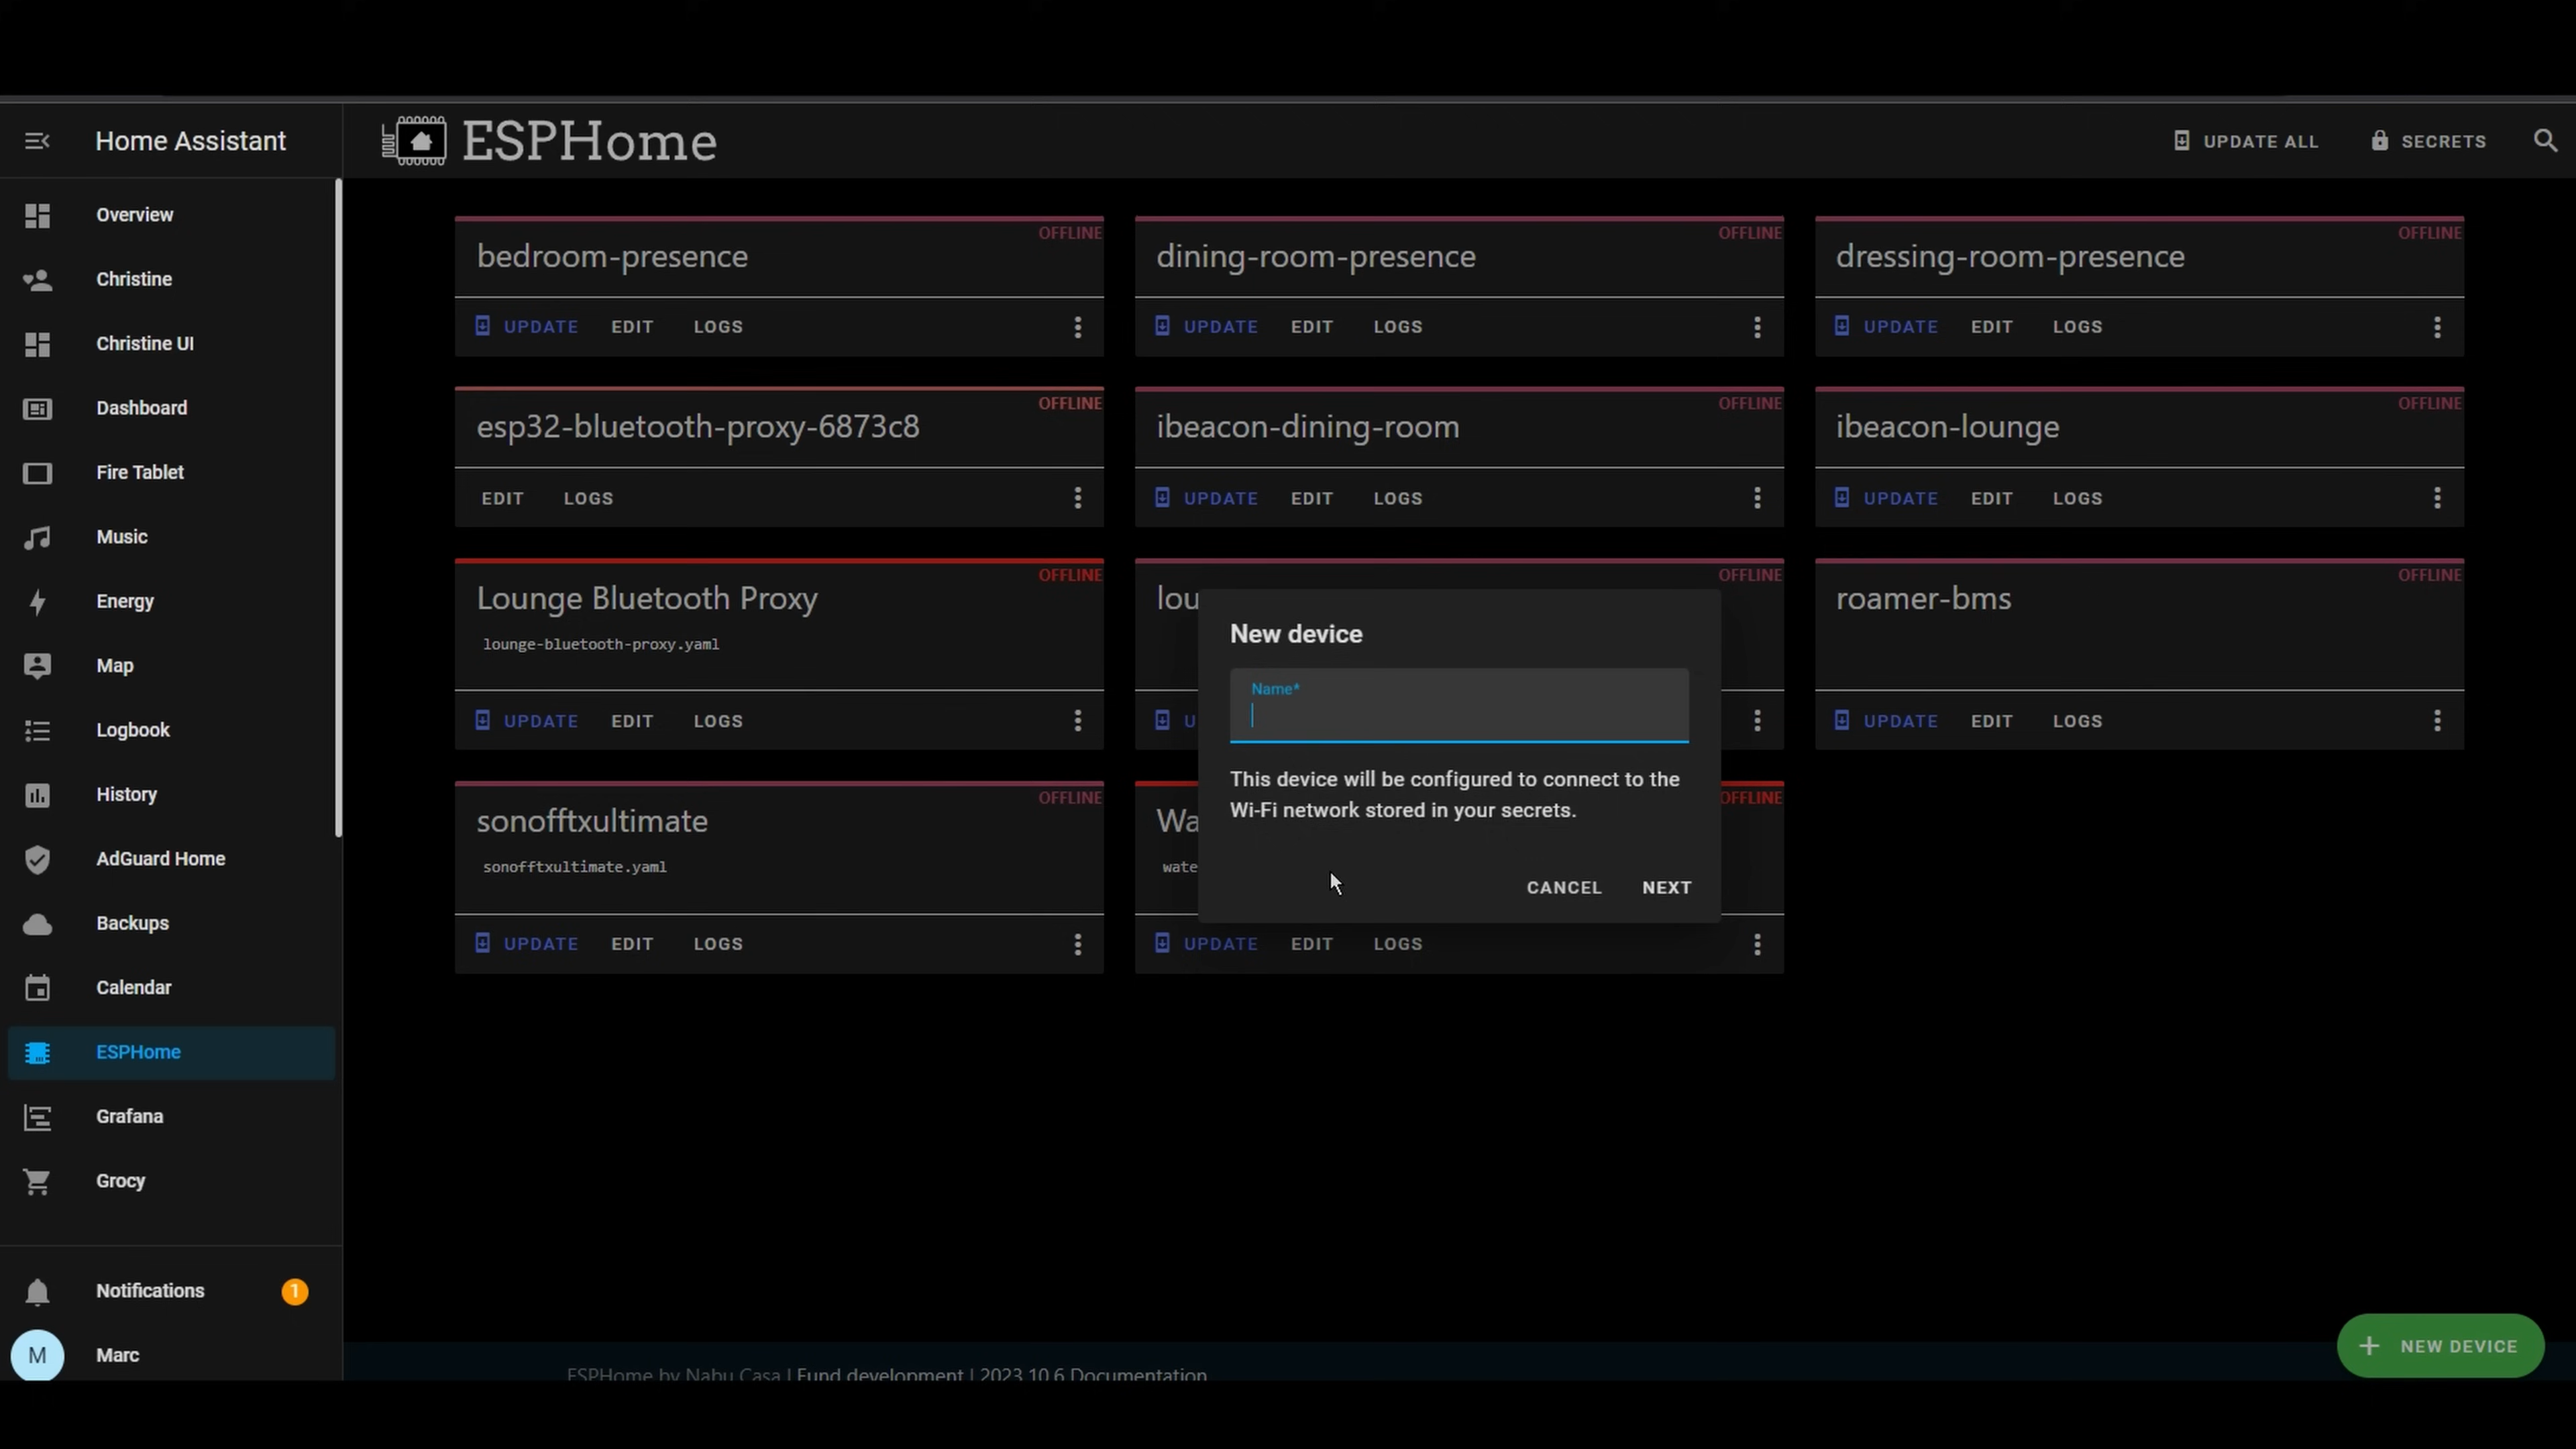 Home Assistant
ESPHome
UPDATE ALL
SECRETS
Overview
Christine
Christine UI
Dashboard
Fire Tablet
Music
Energy
Map
Logbook
History
AdGuard Home
Backups
Calendar
ESPHome
Grafana
Grocy
Notifications
1
M
Marc
OFFLINE
bedroom-presence
UPDATE EDIT LOGS
OFFLINE
dining-room-presence
UPDATE EDIT LOGS
OFFLINE
dressing-room-presence
UPDATE EDIT LOGS
OFFLINE
esp32-bluetooth-proxy-6873c8
EDIT LOGS
OFFLINE
ibeacon-dining-room
UPDATE EDIT LOGS
OFFLINE
ibeacon-lounge
UPDATE EDIT LOGS
OFFLINE
Lounge Bluetooth Proxy
lounge-bluetooth-proxy.yaml
UPDATE EDIT LOGS
OFFLINE
lou
U
OFFLINE
roamer-bms
UPDATE EDIT LOGS
OFFLINE
sonofftxultimate
sonofftxultimate.yaml
UPDATE EDIT LOGS
OFFLINE
Wa
wate
UPDATE EDIT LOGS
New device
Name*
This device will be configured to connect to the
Wi-Fi network stored in your secrets.
CANCEL NEXT
NEW DEVICE
ESPHome by Nabu Casa | Fund development | 2023.10.6 Documentation